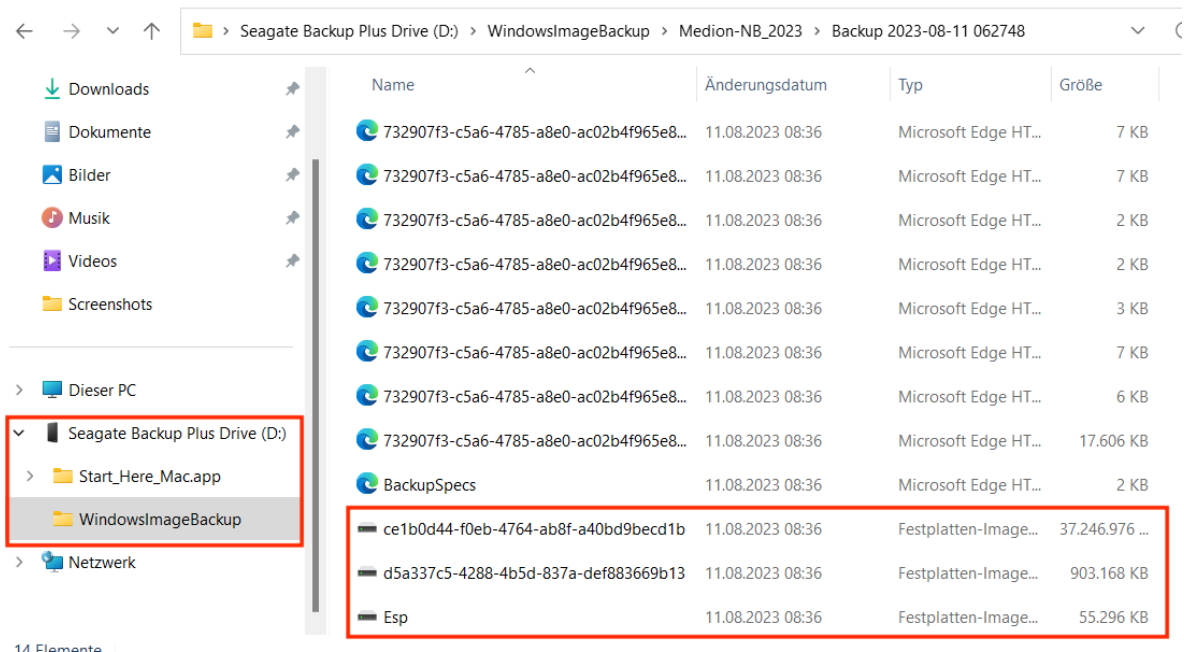 Seagate Backup Plus Drive (D:) > WindowsImageBackup > Medion-NB_2023 > Backup 2023-08-11 062748
Downloads
Dokumente
Bilder
Musik
Videos
Screenshots
Dieser PC
Seagate Backup Plus Drive (D:)
Start_Here_Mac.app
WindowsImageBackup
Netzwerk
14 Elemente
Name Änderungsdatum Typ Größe
732907f3-c5a6-4785-a8e0-ac02b4f965e8... 11.08.2023 08:36 Microsoft Edge HT... 7 KB
732907f3-c5a6-4785-a8e0-ac02b4f965e8... 11.08.2023 08:36 Microsoft Edge HT... 7 KB
732907f3-c5a6-4785-a8e0-ac02b4f965e8... 11.08.2023 08:36 Microsoft Edge HT... 2 KB
732907f3-c5a6-4785-a8e0-ac02b4f965e8... 11.08.2023 08:36 Microsoft Edge HT... 2 KB
732907f3-c5a6-4785-a8e0-ac02b4f965e8... 11.08.2023 08:36 Microsoft Edge HT... 3 KB
732907f3-c5a6-4785-a8e0-ac02b4f965e8... 11.08.2023 08:36 Microsoft Edge HT... 7 KB
732907f3-c5a6-4785-a8e0-ac02b4f965e8... 11.08.2023 08:36 Microsoft Edge HT... 6 KB
732907f3-c5a6-4785-a8e0-ac02b4f965e8... 11.08.2023 08:36 Microsoft Edge HT... 17.606 KB
BackupSpecs 11.08.2023 08:36 Microsoft Edge HT... 2 KB
ce1b0d44-f0eb-4764-ab8f-a40bd9becd1b 11.08.2023 08:36 Festplatten-Image... 37.246.976 ...
d5a337c5-4288-4b5d-837a-def883669b13 11.08.2023 08:36 Festplatten-Image... 903.168 KB
Esp 11.08.2023 08:36 Festplatten-Image... 55.296 KB